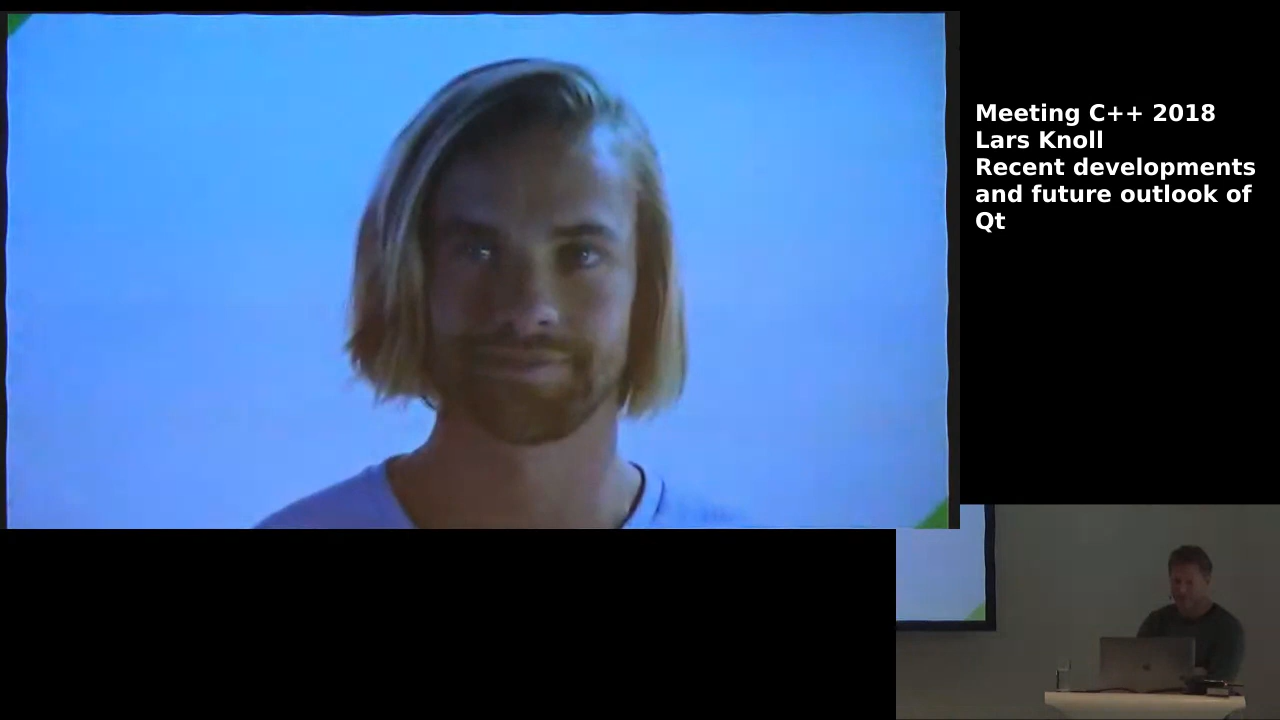 Meeting C++ 2018
Lars Knoll
Recent developments
and future outlook of
Qt